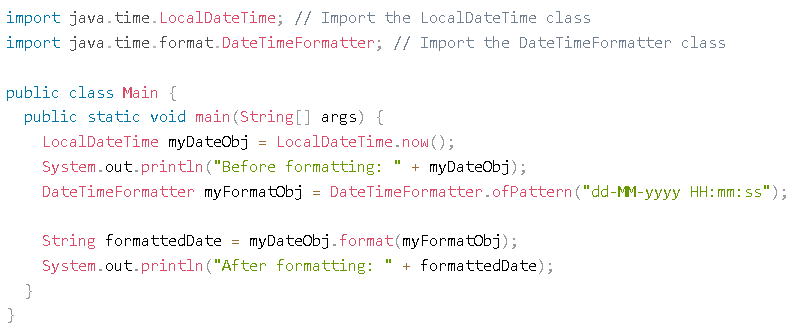 import java.time.LocalDateTime; // Import the LocalDateTime class
import java.time.format.DateTimeFormatter; // Import the DateTimeFormatter class
public class Main {
public static void main(String[] args) {
LocalDateTime myDateObj = LocalDateTime.now();
System.out.println("Before formatting: " + myDateObj);
DateTimeFormatter myFormatObj = DateTimeFormatter.ofPattern("dd-MM-yyyy HH:mm:ss");
String formattedDate = myDateObj.format(myFormatObj);
System.out.println("After formatting: " + formattedDate);
}
}